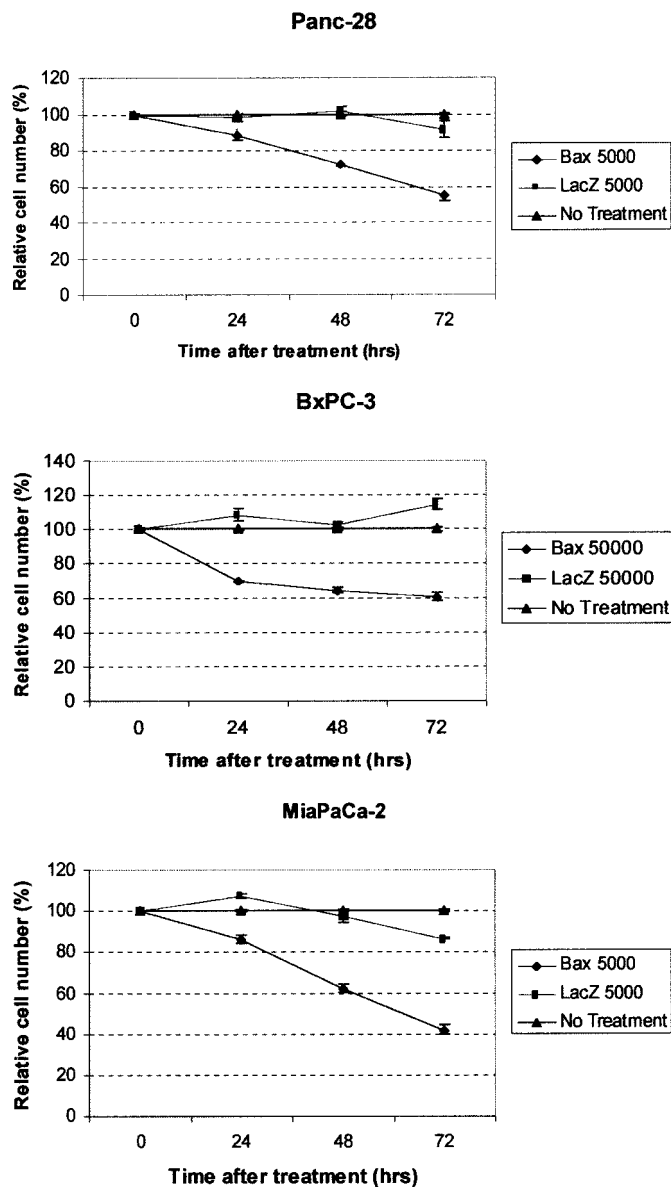 Panc-28
Relative cell number (%)
120
100
80
60
40
20
0
0 24 48 72
Time after treatment (hrs)
Bax 5000
LacZ 5000
No Treatment
BxPC-3
Relative cell number (%)
140
120
100
80
60
40
20
0
0 24 48 72
Time after treatment (hrs)
Bax 50000
LacZ 50000
No Treatment
MiaPaCa-2
Relative cell number (%)
120
100
80
60
40
20
0
0 24 48 72
Time after treatment (hrs)
Bax 5000
LacZ 5000
No Treatment